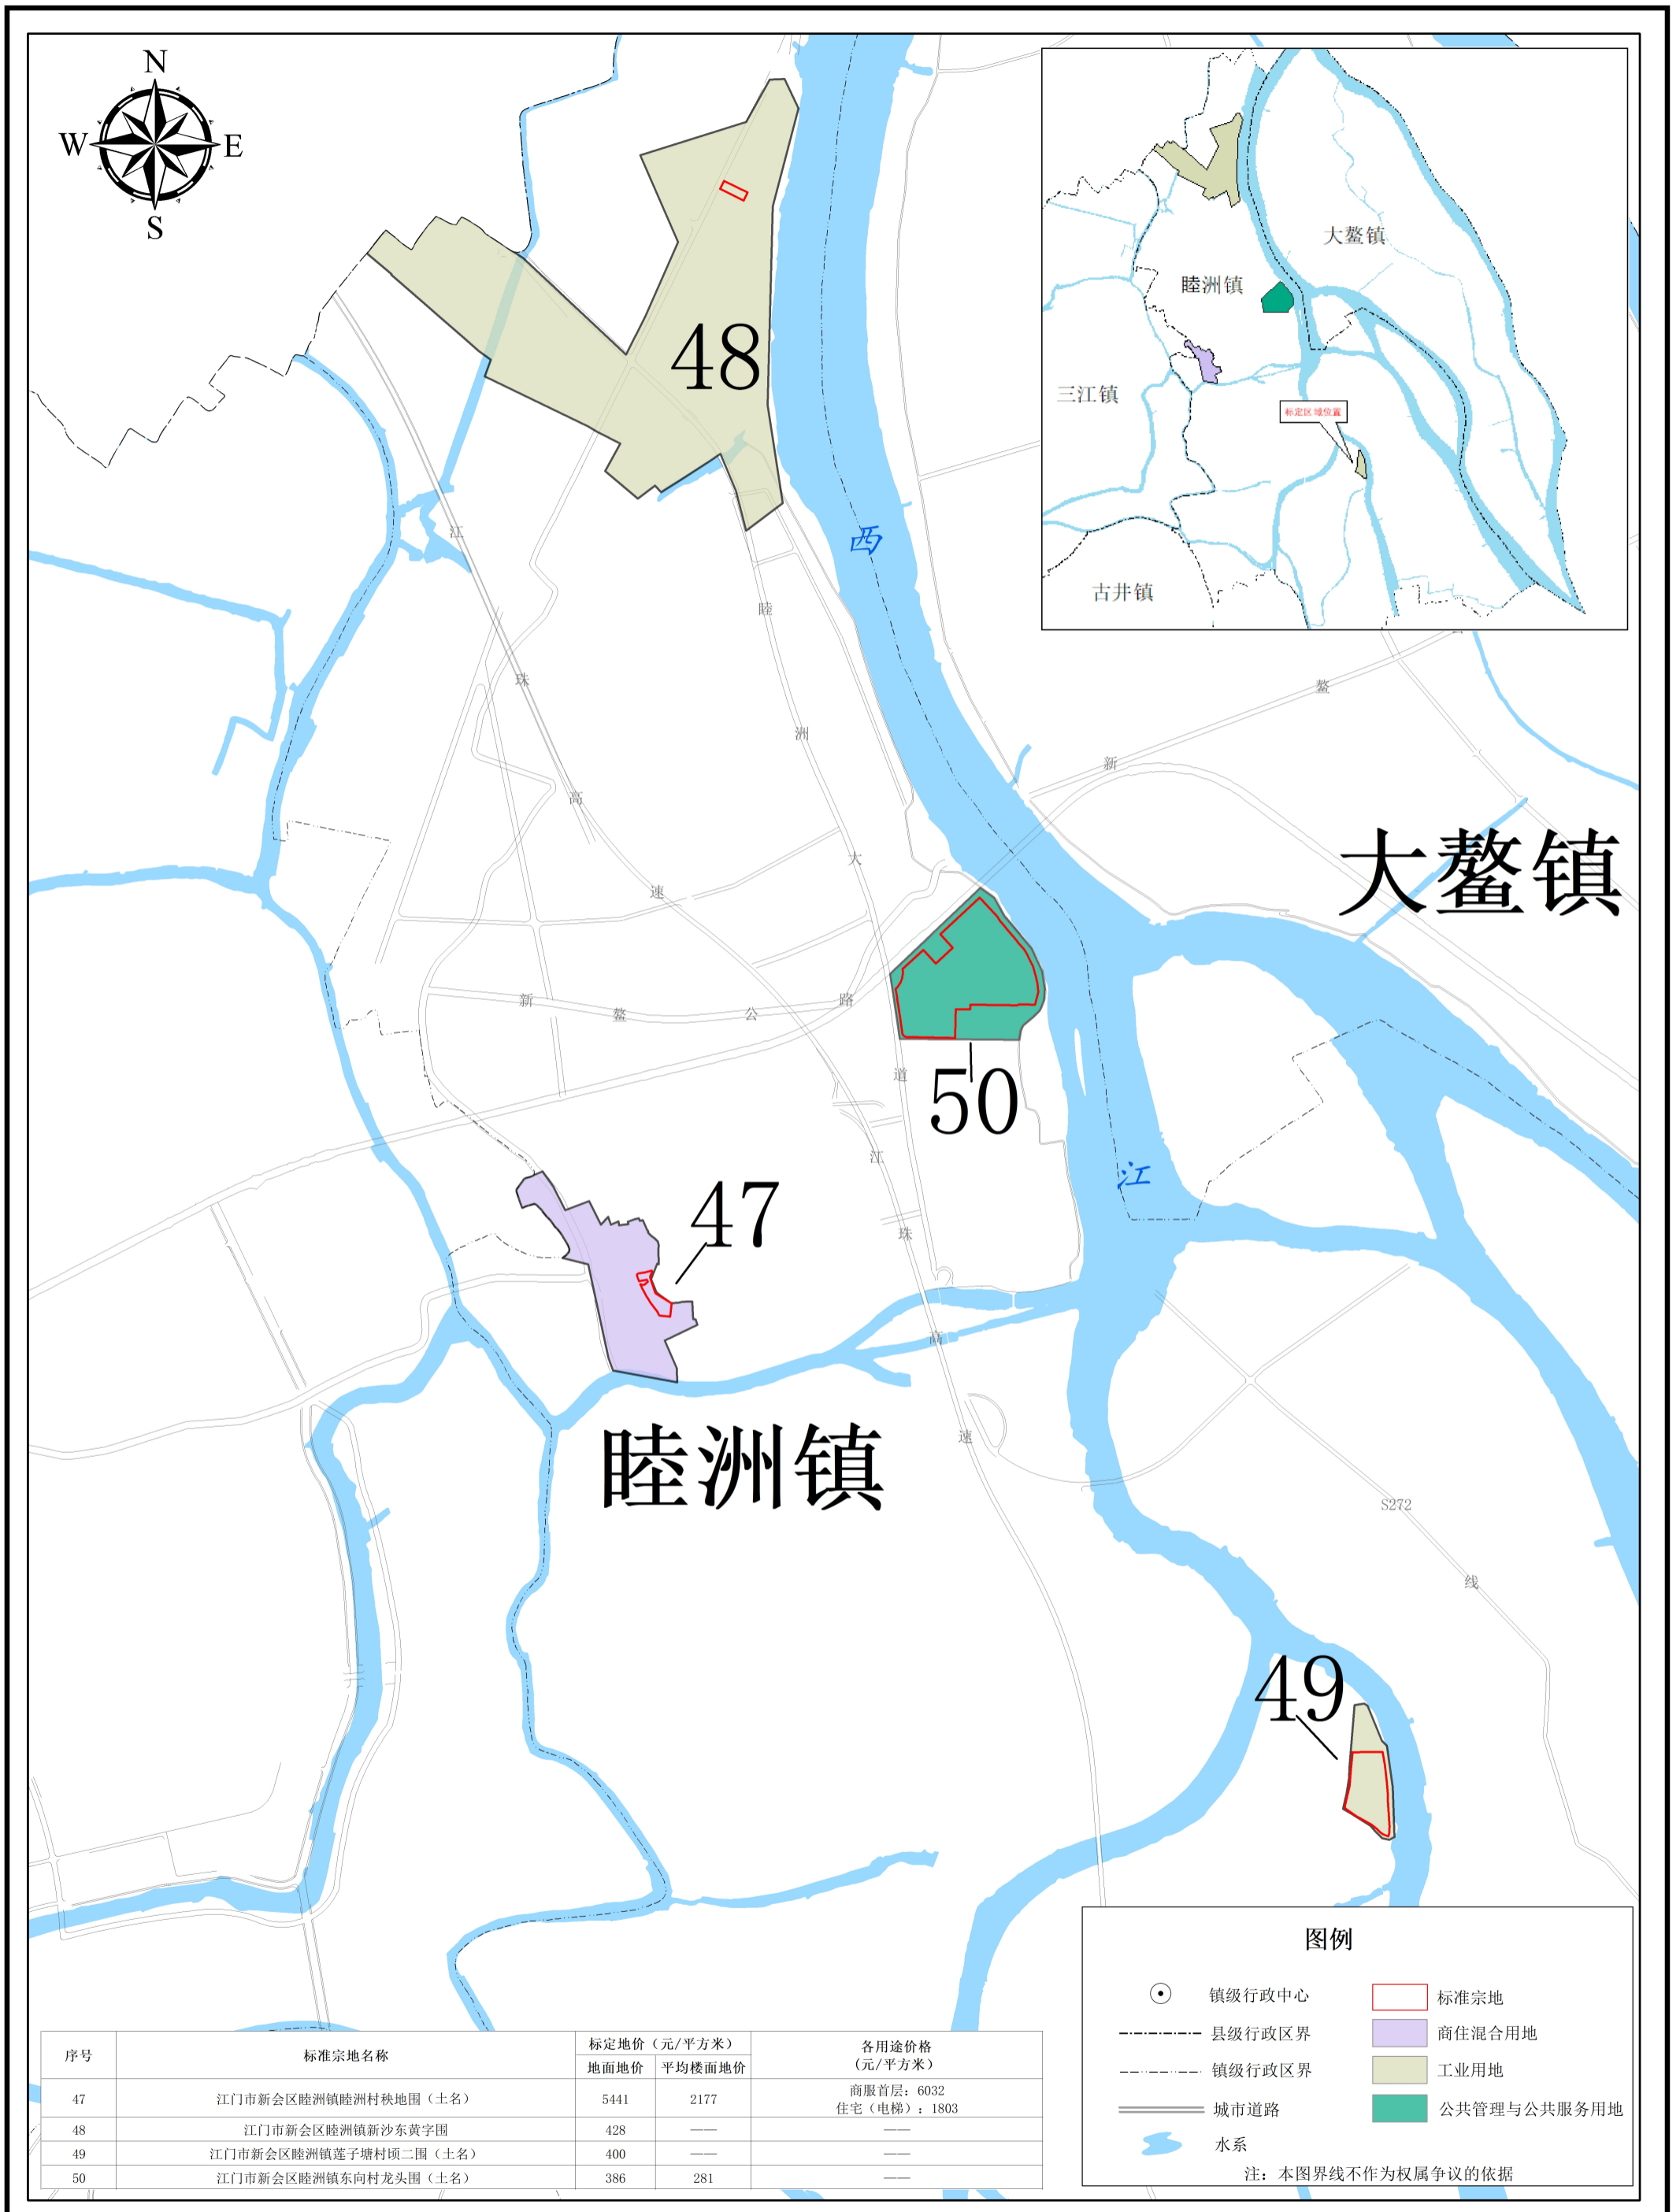 N
W
E
S
大鳌镇
睦洲镇
三江镇
标定区域位置
古井镇
48
西
江
睦
珠
洲
鳌
新
高
大
速
大鳌镇
新
鳌
公
路
道
50
江
江
47
珠
高
睦洲镇
速
S272
线
49
图例
镇级行政中心
标准宗地
县级行政区界
商住混合用地
镇级行政区界
工业用地
城市道路
公共管理与公共服务用地
水系
注：本图界线不作为权属争议的依据
序号 标准宗地名称 标定地价（元/平方米） 各用途价格（元/平方米）
地面地价 平均楼面地价
47 江门市新会区睦洲镇睦洲村秧地围（土名） 5441 2177 商服首层：6032
住宅（电梯）：1803
48 江门市新会区睦洲镇新沙东黄字围 428 —— ——
49 江门市新会区睦洲镇莲子塘村顷二围（土名） 400 —— ——
50 江门市新会区睦洲镇东向村龙头围（土名） 386 281 ——